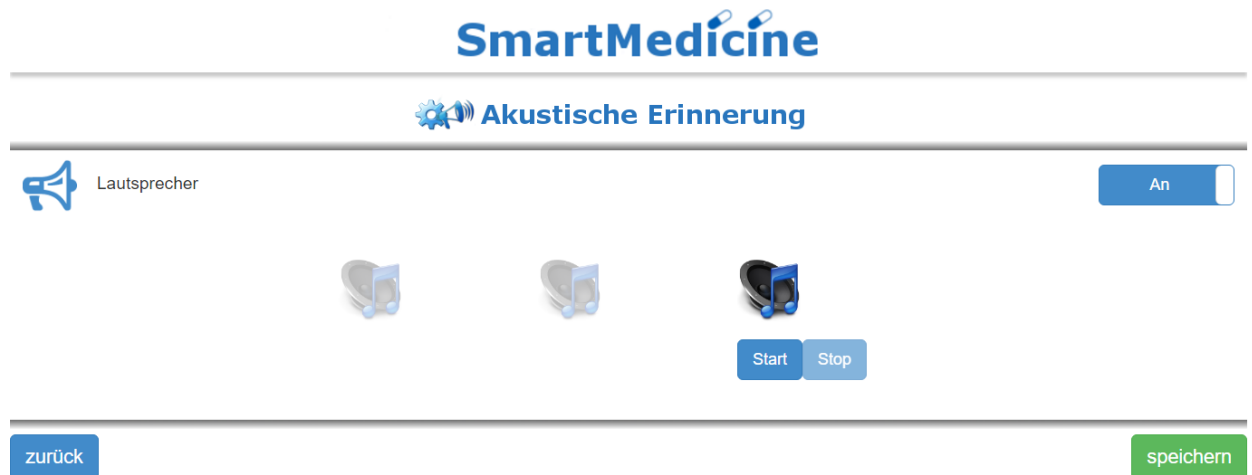 SmartMedicine
Akustische Erinnerung
Lautsprecher
An
Start Stop
zurück
speichern